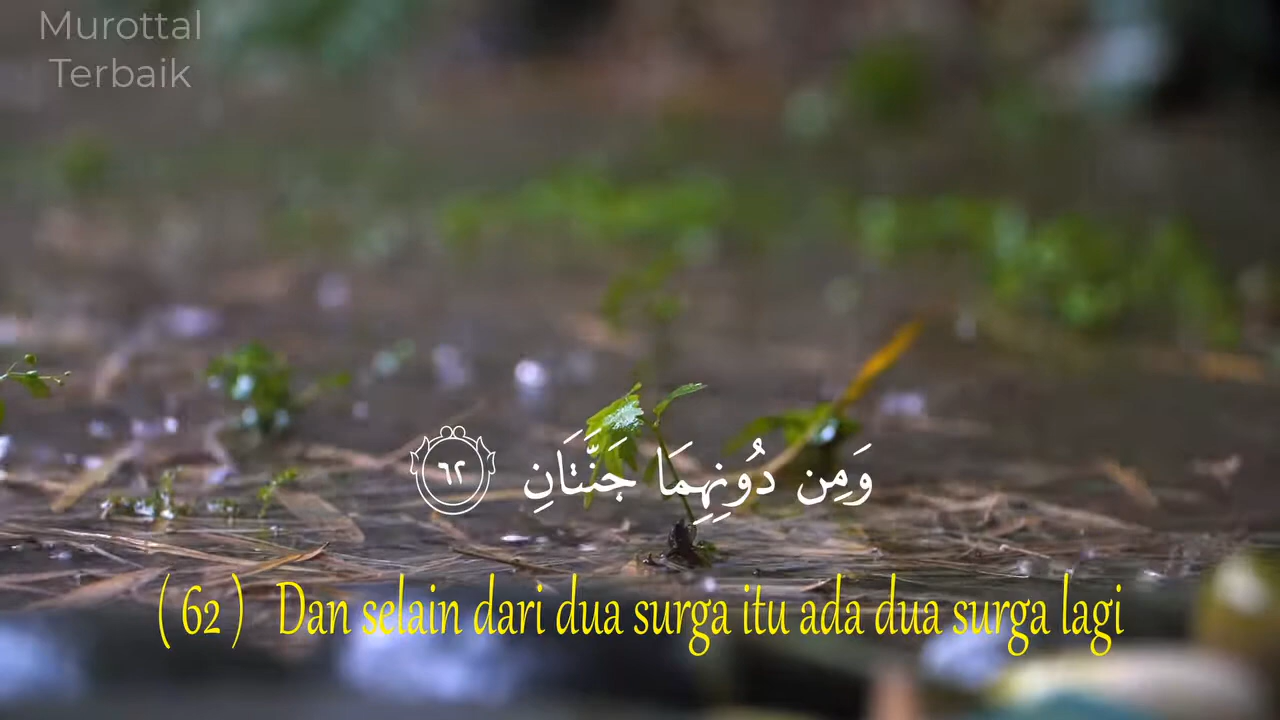 Murottal
Terbaik
وَمِن دُونِهِمَا جَنَّتَانِ ٦٢
( 62 ) Dan selain dari dua surga itu ada dua surga lagi